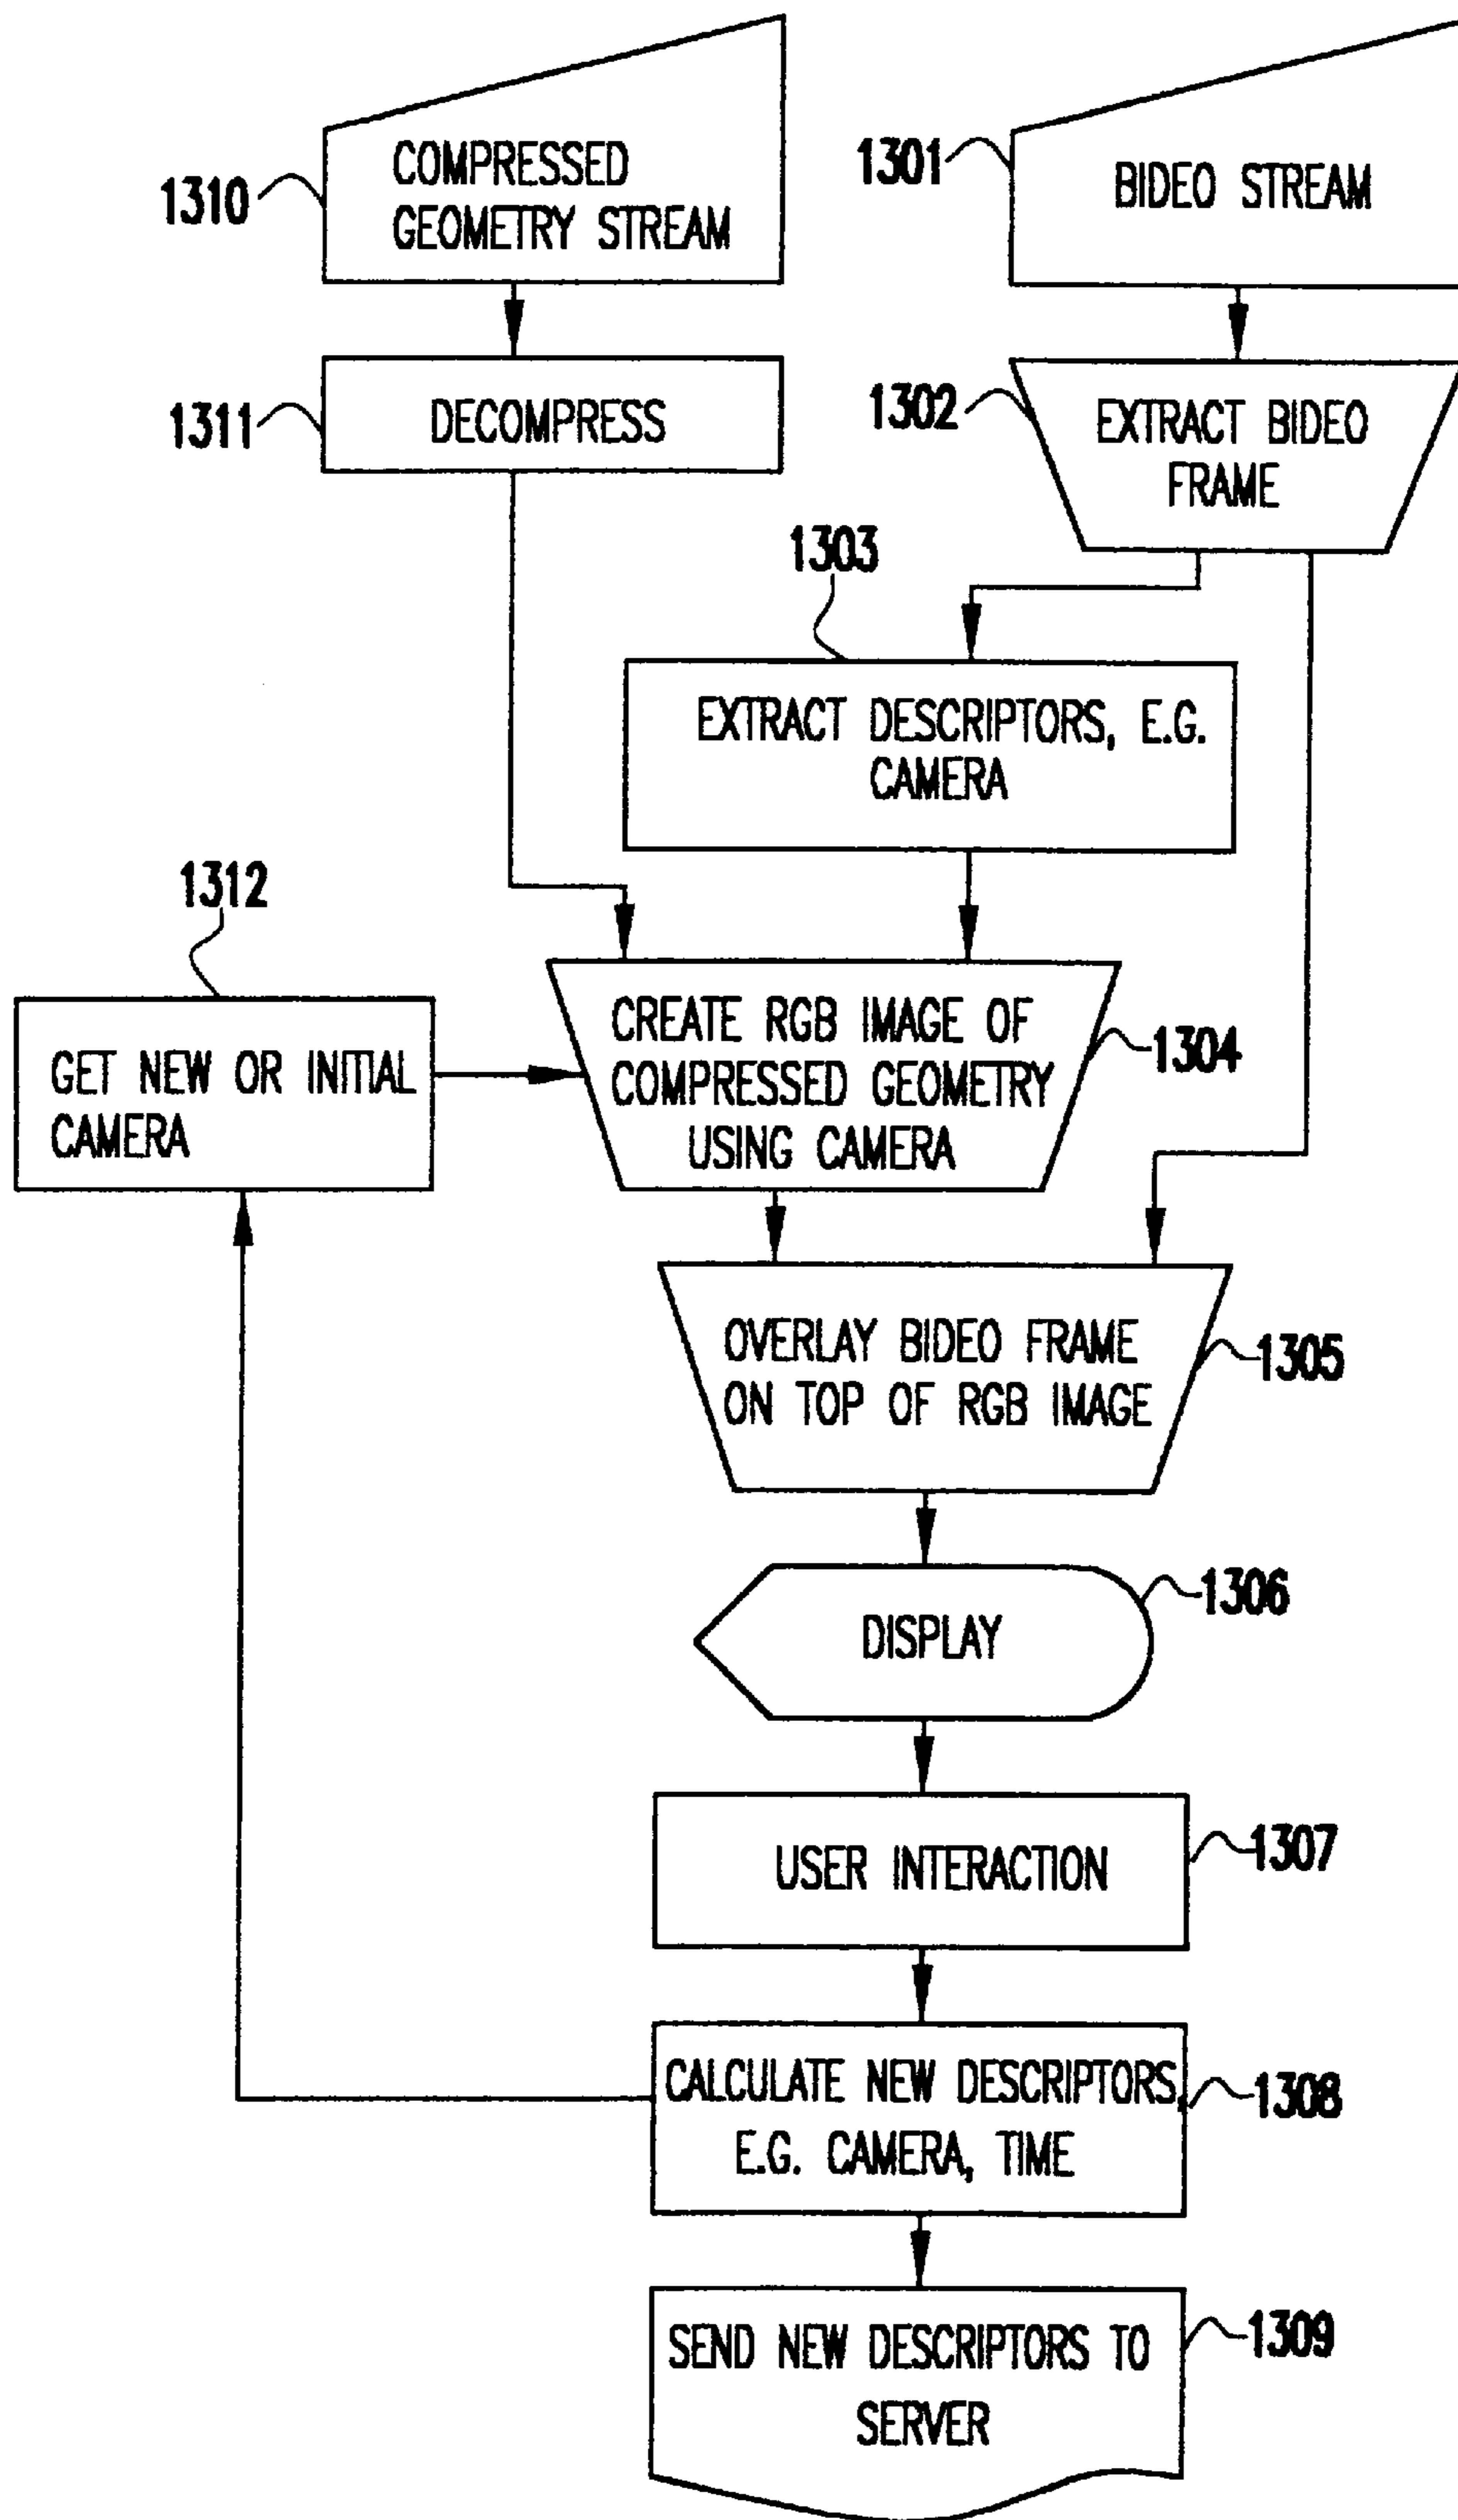 COMPRESSED
GEOMETRY STREAM
1310
1301
BIDEO STREAM
DECOMPRESS
1311
1302
EXTRACT BIDEO
FRAME
1303
EXTRACT DESCRIPTORS, E.G.
CAMERA
1312
GET NEW OR INITIAL
CAMERA
CREATE RGB IMAGE OF
COMPRESSED GEOMETRY
USING CAMERA
1304
OVERLAY BIDEO FRAME
ON TOP OF RGB IMAGE
1305
DISPLAY
1306
USER INTERACTION
1307
CALCULATE NEW DESCRIPTORS,
E.G. CAMERA, TIME
1308
SEND NEW DESCRIPTORS TO
SERVER
1309